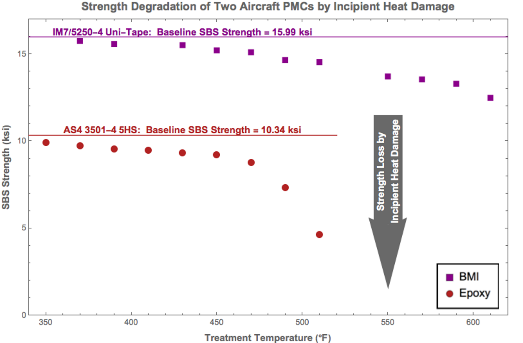 Strength Degradation of Two Aircraft PMCs by Incipient Heat Damage
IM7/5250-4 Uni-Tape: Baseline SBS Strength = 15.99 ksi
AS4 3501-4 5HS: Baseline SBS Strength = 10.34 ksi
Strength Loss by
Incipient Heat Damage
SBS Strength (ksi)
15
10
5
0
BMI
Epoxy
350
400
450
500
550
600
Treatment Temperature (°F)